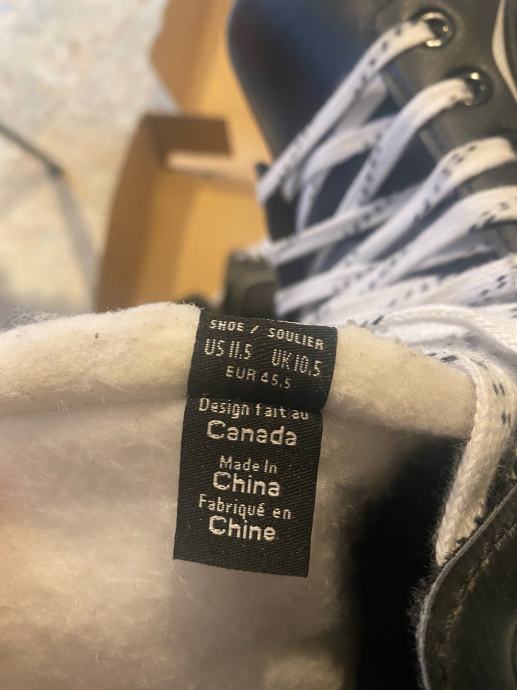 SHOE / SOULIER
US 11.5 UK 10.5
EUR 45.5
Design fait au
Canada
Made In
China
Fabriqué en
Chine